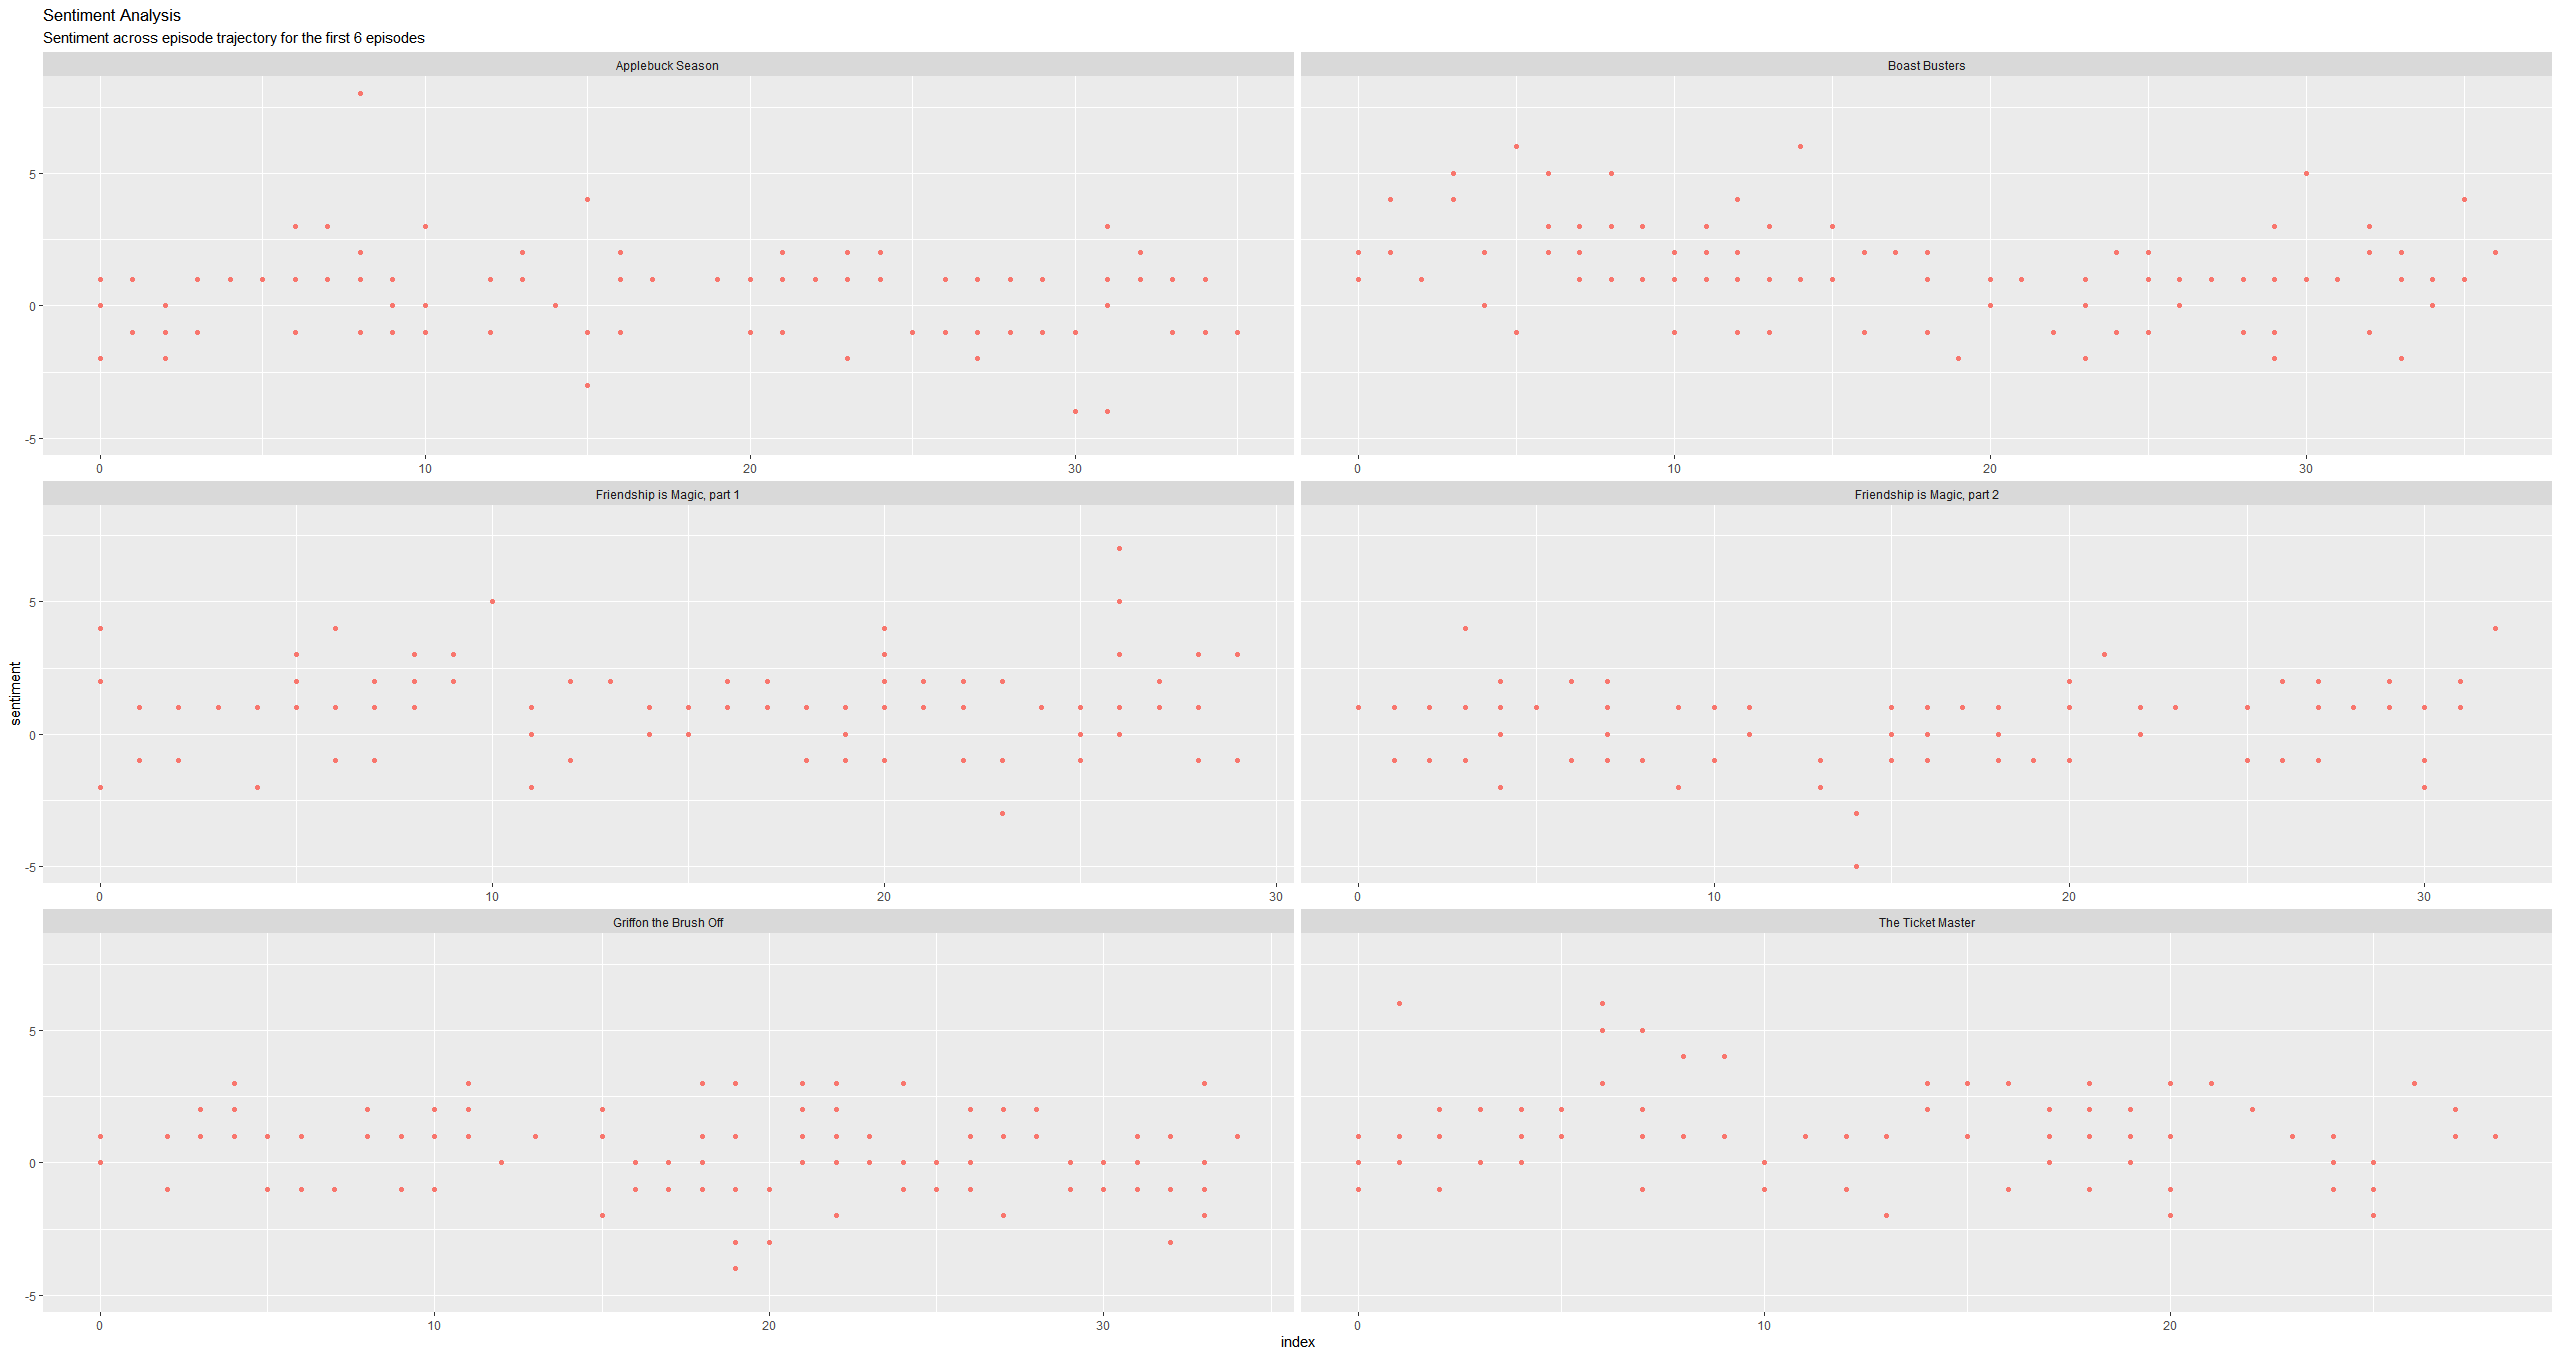 Sentiment Analysis
Sentiment across episode trajectory for the first 6 episodes
Applebuck Season
Boast Busters
5
0
-5
0 10 20 30
0 10 20 30
Friendship is Magic, part 1
Friendship is Magic, part 2
sentiment
5
0
-5
0 10 20 30
0 10 20 30
Griffon the Brush Off
The Ticket Master
5
0
-5
0 10 20 30
0 10 20
index